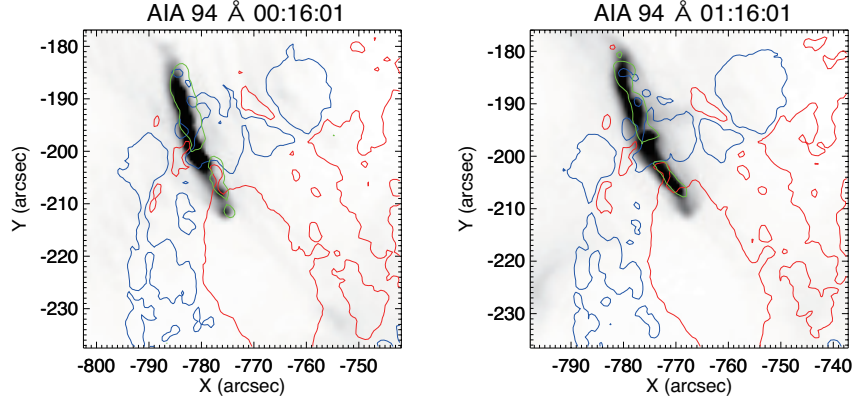 AIA 94 Å 00:16:01
-180
-190
-200
-210
-220
-230
Y (arcsec)
-800 -790 -780 -770 -760 -750
X (arcsec)
AIA 94 Å 01:16:01
-180
-190
-200
-210
-220
-230
Y (arcsec)
-790 -780 -770 -760 -750 -740
X (arcsec)